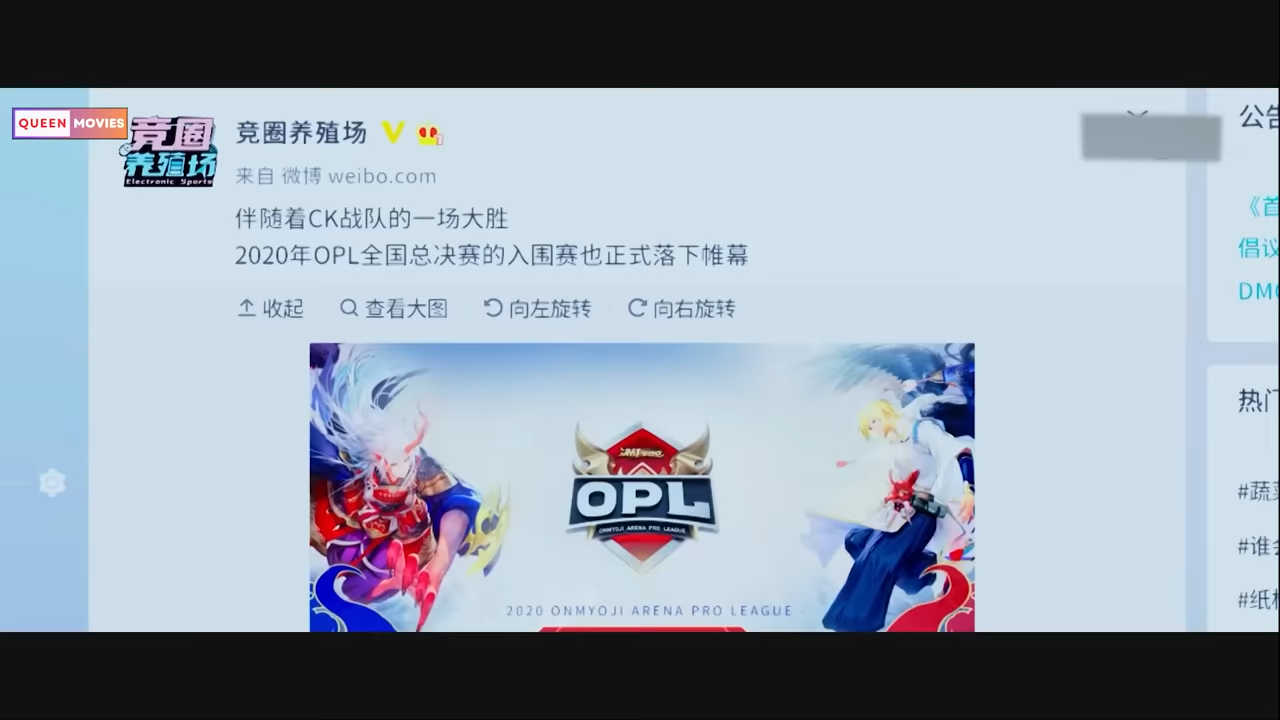 QUEEN MOVIES
竞圈
养殖场
Electronic Sports
竞圈养殖场
来自 微博 weibo.com
伴随着CK战队的一场大胜
2020年OPL全国总决赛的入围赛也正式落下帷幕
收起 查看大图 向左旋转 向右旋转
OPL
ONMYOJI ARENA PRO LEAGUE
2020 ONMYOJI ARENA PRO LEAGUE
公告
《首
倡议
DMC
热门
#蔬菜
#谁
#纸